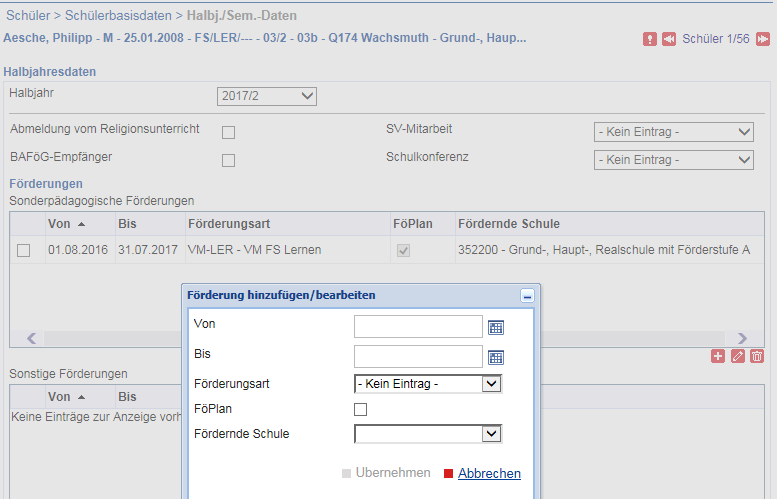 Schüler > Schülerbasisdaten > Halbj./Sem.-Daten
Aesche, Philipp - M - 25.01.2008 - FS/LER/--- - 03/2 - 03b - Q174 Wachsmuth - Grund-, Haup...
Schüler 1/56
Halbjahresdaten
Halbjahr
2017/2
Abmeldung vom Religionsunterricht
SV-Mitarbeit
- Kein Eintrag -
BAFöG-Empfänger
Schulkonferenz
- Kein Eintrag -
Förderungen
Sonderpädagogische Förderungen
Von Bis Förderungsart FöPlan Fördernde Schule
01.08.2016 31.07.2017 VM-LER - VM FS Lernen 352200 - Grund-, Haupt-, Realschule mit Förderstufe A
Förderung hinzufügen/bearbeiten
Von
Bis
Förderungsart
- Kein Eintrag -
FöPlan
Fördernde Schule
Übernehmen
Abbrechen
Sonstige Förderungen
Von Bis
Keine Einträge zur Anzeige vorh